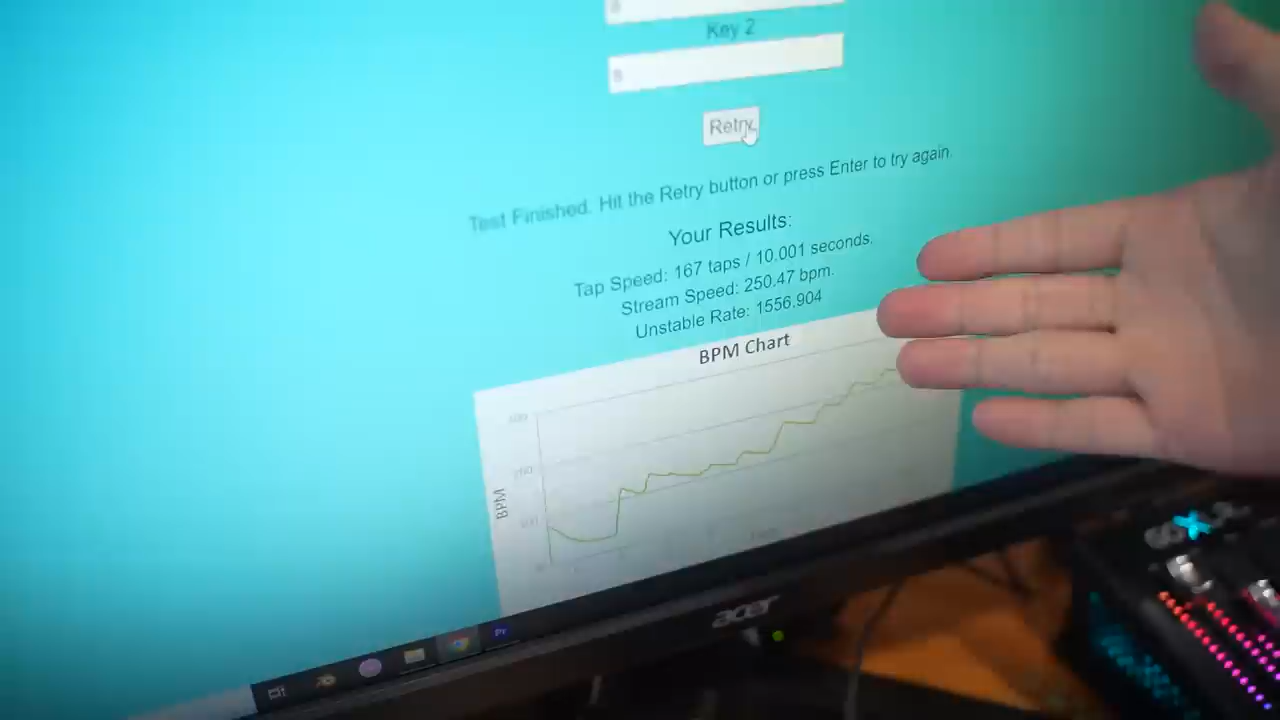 Key 2
Retry
Test Finished. Hit the Retry button or press Enter to try again.
Your Results:
Tap Speed: 167 taps / 10.001 seconds.
Stream Speed: 250.47 bpm.
Unstable Rate: 1556.904
BPM Chart
BPM
acer
Pr